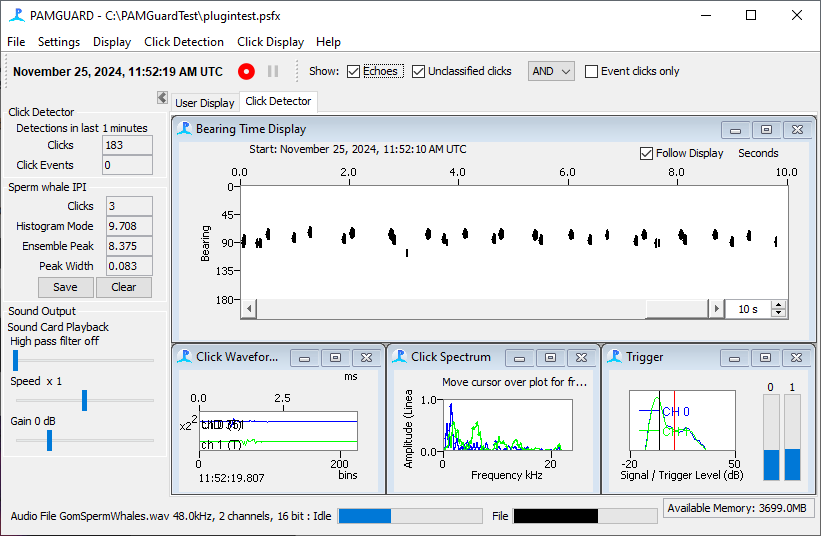 PAMGUARD - C:\PAMGuardTest\plugintest.psfx
File Settings Display Click Detection Click Display Help
November 25, 2024, 11:52:19 AM UTC Show: Echoes Unclassified clicks AND Event clicks only
User Display Click Detector
Click Detector
Detections in last 1 minutes
Clicks 183
Click Events 0
Sperm whale IPI
Clicks 3
Histogram Mode 9.708
Ensemble Peak 8.375
Peak Width 0.083
Save Clear
Sound Output
Sound Card Playback
High pass filter off
Speed x 1
Gain 0 dB
Bearing Time Display
Start: November 25, 2024, 11:52:10 AM UTC Follow Display Seconds
0.0 2.0 4.0 6.0 8.0 10.0
0
45
90
135
180
Bearing
10 s
Click Wavefor...
ms
0.0 2.5
x2
ch 1 (T)
0 200
bins
11:52:19.807
Click Spectrum
Move cursor over plot for fr...
1.0
0.0
Amplitude (Linea
0 20
Frequency kHz
Trigger
CH 0
-20 50
Signal / Trigger Level (dB)
0 1
Audio File GomSpermWhales.wav 48.0kHz, 2 channels, 16 bit : Idle File Available Memory: 3699.0MB